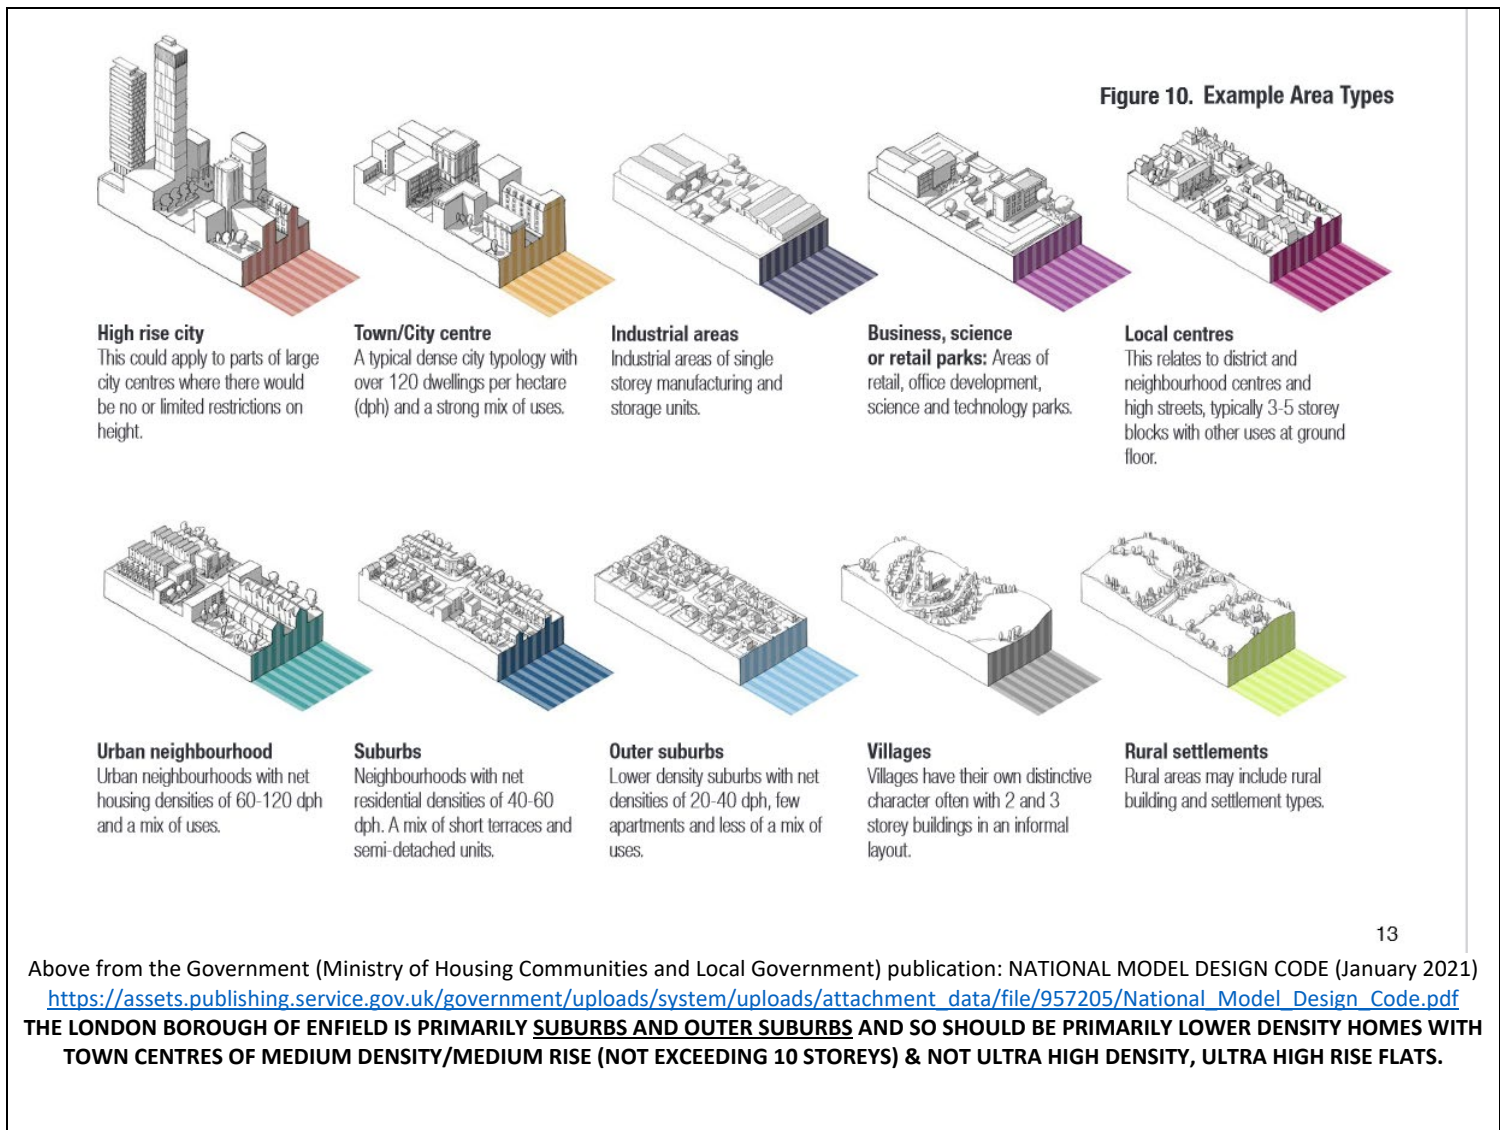 Figure 10. Example Area Types
High rise city
This could apply to parts of large
city centres where there would
be no or limited restrictions on
height.
Town/City centre
A typical dense city typology with
over 120 dwellings per hectare
(dph) and a strong mix of uses.
Industrial areas
Industrial areas of single
storey manufacturing and
storage units.
Business, science
or retail parks: Areas of
retail, office development,
science and technology parks.
Local centres
This relates to district and
neighbourhood centres and
high streets, typically 3-5 storey
blocks with other uses at ground
floor.
Urban neighbourhood
Urban neighbourhoods with net
housing densities of 60-120 dph
and a mix of uses.
Suburbs
Neighbourhoods with net
residential densities of 40-60
dph. A mix of short terraces and
semi-detached units.
Outer suburbs
Lower density suburbs with net
densities of 20-40 dph, few
apartments and less of a mix of
uses.
Villages
Villages have their own distinctive
character often with 2 and 3
storey buildings in an informal
layout.
Rural settlements
Rural areas may include rural
building and settlement types.
13
Above from the Government (Ministry of Housing Communities and Local Government) publication: NATIONAL MODEL DESIGN CODE (January 2021)
https://assets.publishing.service.gov.uk/government/uploads/system/uploads/attachment_data/file/957205/National_Model_Design_Code.pdf
THE LONDON BOROUGH OF ENFIELD IS PRIMARILY SUBURBS AND OUTER SUBURBS AND SO SHOULD BE PRIMARILY LOWER DENSITY HOMES WITH
TOWN CENTRES OF MEDIUM DENSITY/MEDIUM RISE (NOT EXCEEDING 10 STOREYS) & NOT ULTRA HIGH DENSITY, ULTRA HIGH RISE FLATS.